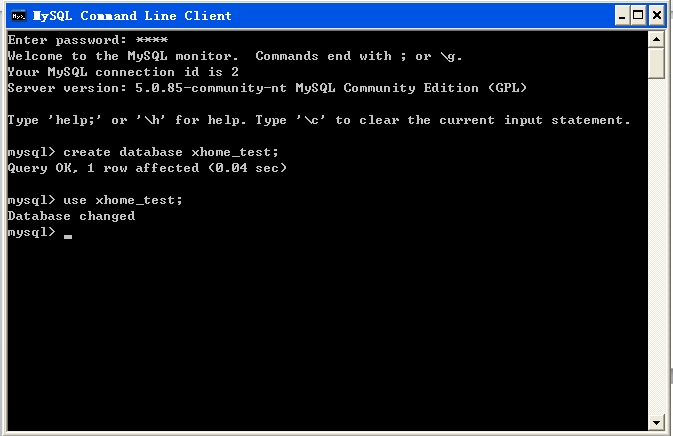 MySQL Command Line Client
Enter password: ****
Welcome to the MySQL monitor.  Commands end with ; or \g.
Your MySQL connection id is 2
Server version: 5.0.85-community-nt MySQL Community Edition (GPL)
Type 'help;' or '\h' for help. Type '\c' to clear the current input statement.
mysql> create database xhome_test;
Query OK, 1 row affected (0.04 sec)
mysql> use xhome_test;
Database changed
mysql> _